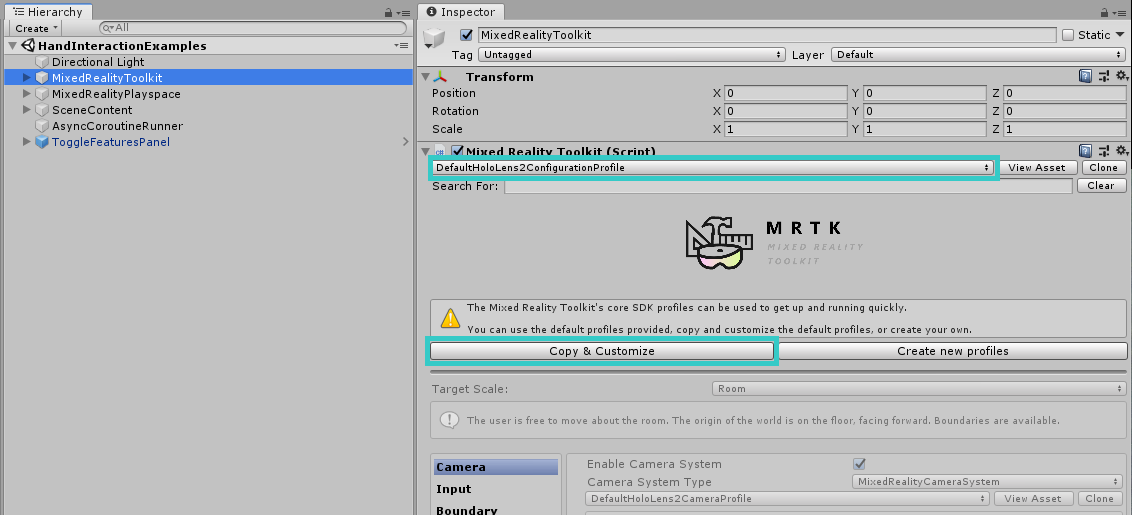 Hierarchy
Create
All
HandInteractionExamples
Directional Light
MixedRealityToolkit
MixedRealityPlayspace
SceneContent
AsyncCoroutineRunner
ToggleFeaturesPanel
Inspector
MixedRealityToolkit
Static
Tag Untagged Layer Default
Transform
Position X 0 Y 0 Z 0
Rotation X 0 Y 0 Z 0
Scale X 1 Y 1 Z 1
Mixed Reality Toolkit (Script)
DefaultHoloLens2ConfigurationProfile View Asset Clone
Search For: Clear
MRTK
MIXED REALITY
TOOLKIT
The Mixed Reality Toolkit's core SDK profiles can be used to get up and running quickly.
You can use the default profiles provided, copy and customize the default profiles, or create your own.
Copy & Customize Create new profiles
Target Scale: Room
The user is free to move about the room. The origin of the world is on the floor, facing forward. Boundaries are available.
Camera
Input
Boundary
Enable Camera System
Camera System Type MixedRealityCameraSystem
DefaultHoloLens2CameraProfile View Asset Clone